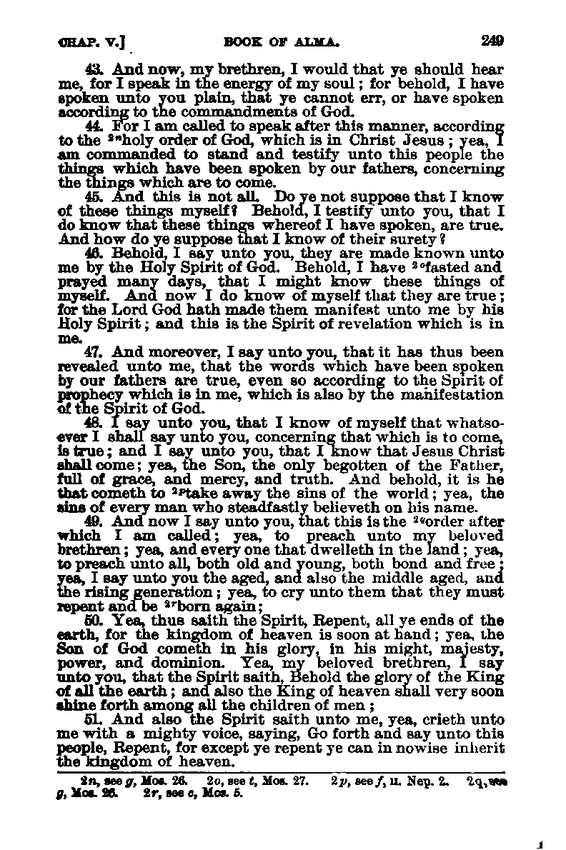 CHAP. V.] BOOK OF ALMA. 249
43. And now, my brethren, I would that ye should hear
me, for I speak in the energy of my soul; for behold, I have
spoken unto you plain, that ye cannot err, or have spoken
according to the commandments of God.
44. For I am called to speak after this manner, according
to the ²ⁿholy order of God, which is in Christ Jesus; yea, I
am commanded to stand and testify unto this people the
things which have been spoken by our fathers, concerning
the things which are to come.
45. And this is not all. Do ye not suppose that I know
of these things myself? Behold, I testify unto you, that I
do know that these things whereof I have spoken, are true.
And how do ye suppose that I know of their surety?
46. Behold, I say unto you, they are made known unto
me by the Holy Spirit of God. Behold, I have ²ᵒfasted and
prayed many days, that I might know these things of
myself. And now I do know of myself that they are true;
for the Lord God hath made them manifest unto me by his
Holy Spirit; and this is the Spirit of revelation which is in
me.
47. And moreover, I say unto you, that it has thus been
revealed unto me, that the words which have been spoken
by our fathers are true, even so according to the Spirit of
prophecy which is in me, which is also by the manifestation
of the Spirit of God.
48. I say unto you, that I know of myself that whatso-
ever I shall say unto you, concerning that which is to come,
is true; and I say unto you, that I know that Jesus Christ
shall come; yea, the Son, the only begotten of the Father,
full of grace, and mercy, and truth. And behold, it is he
that cometh to ²ᵖtake away the sins of the world; yea, the
sins of every man who steadfastly believeth on his name.
49. And now I say unto you, that this is the ²qorder after
which I am called; yea, to preach unto my beloved
brethren; yea, and every one that dwelleth in the land; yea,
to preach unto all, both old and young, both bond and free;
yea, I say unto you the aged, and also the middle aged, and
the rising generation; yea, to cry unto them that they must
repent and be ²ʳborn again;
50. Yea, thus saith the Spirit, Repent, all ye ends of the
earth, for the kingdom of heaven is soon at hand; yea, the
Son of God cometh in his glory, in his might, majesty,
power, and dominion. Yea, my beloved brethren, I say
unto you, that the Spirit saith, Behold the glory of the King
of all the earth; and also the King of heaven shall very soon
shine forth among all the children of men;
51. And also the Spirit saith unto me, yea, crieth unto
me with a mighty voice, saying, Go forth and say unto this
people, Repent, for except ye repent ye can in nowise inherit
the kingdom of heaven.
2n, see g, Mos. 26. 2o, see t, Mos. 27. 2p, see f, II. Nep. 2. 2q, see
g, Mos. 26. 2r, see c, Mos. 5.